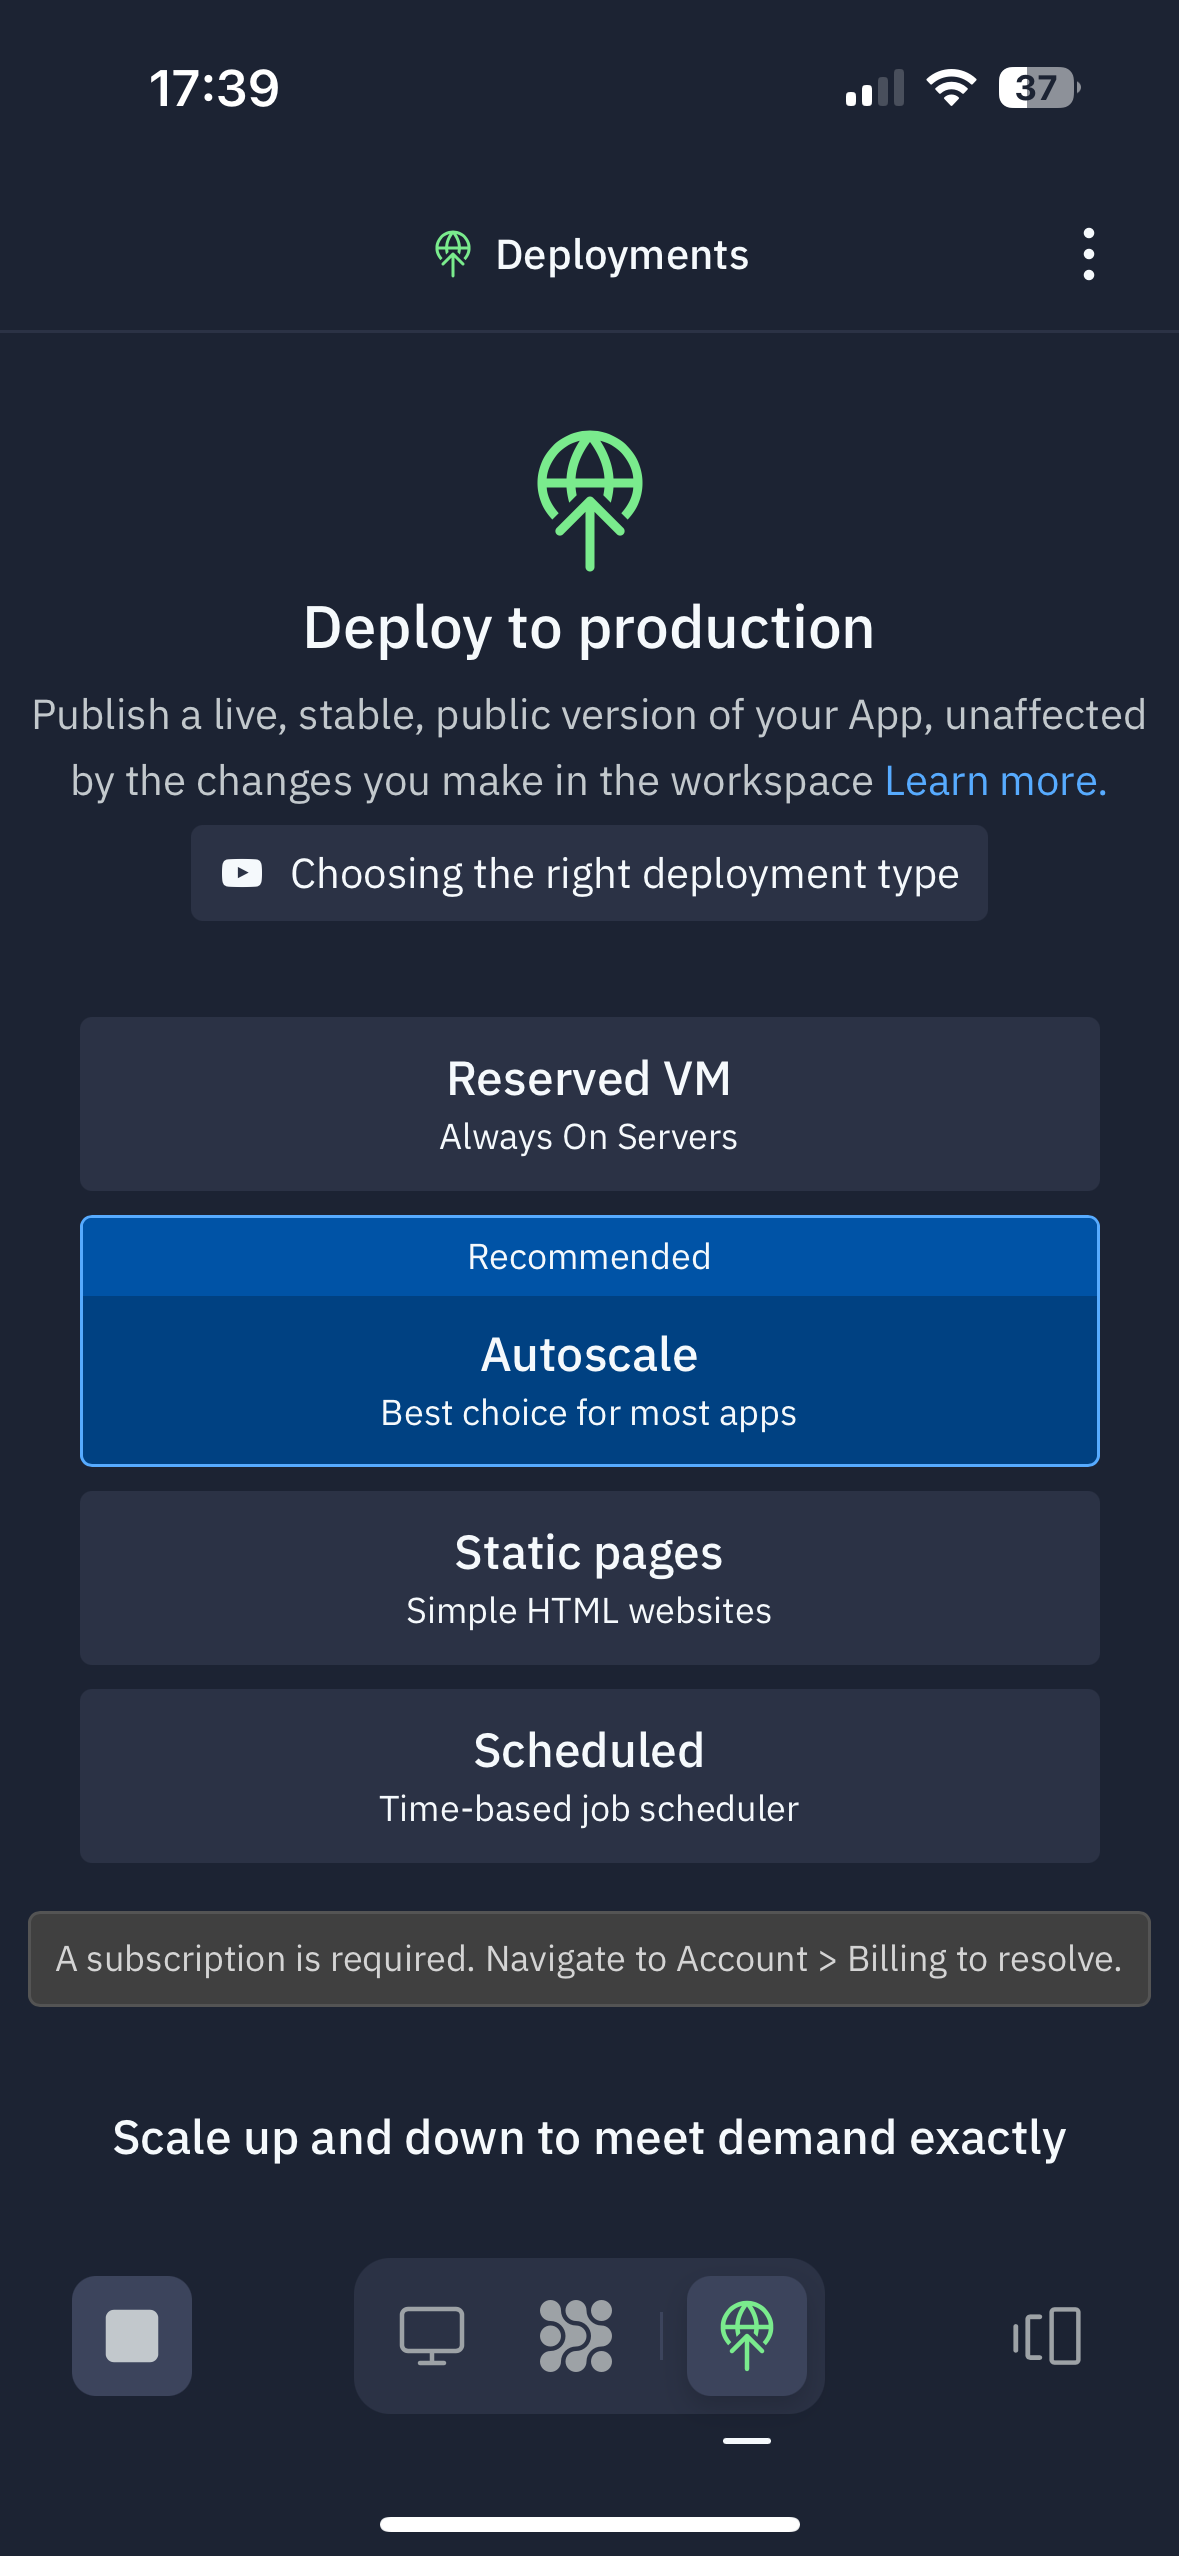 17:39
37
Deployments
Deploy to production
Publish a live, stable, public version of your App, unaffected
by the changes you make in the workspace Learn more.
Choosing the right deployment type
Reserved VM
Always On Servers
Recommended
Autoscale
Best choice for most apps
Static pages
Simple HTML websites
Scheduled
Time-based job scheduler
A subscription is required. Navigate to Account > Billing to resolve.
Scale up and down to meet demand exactly